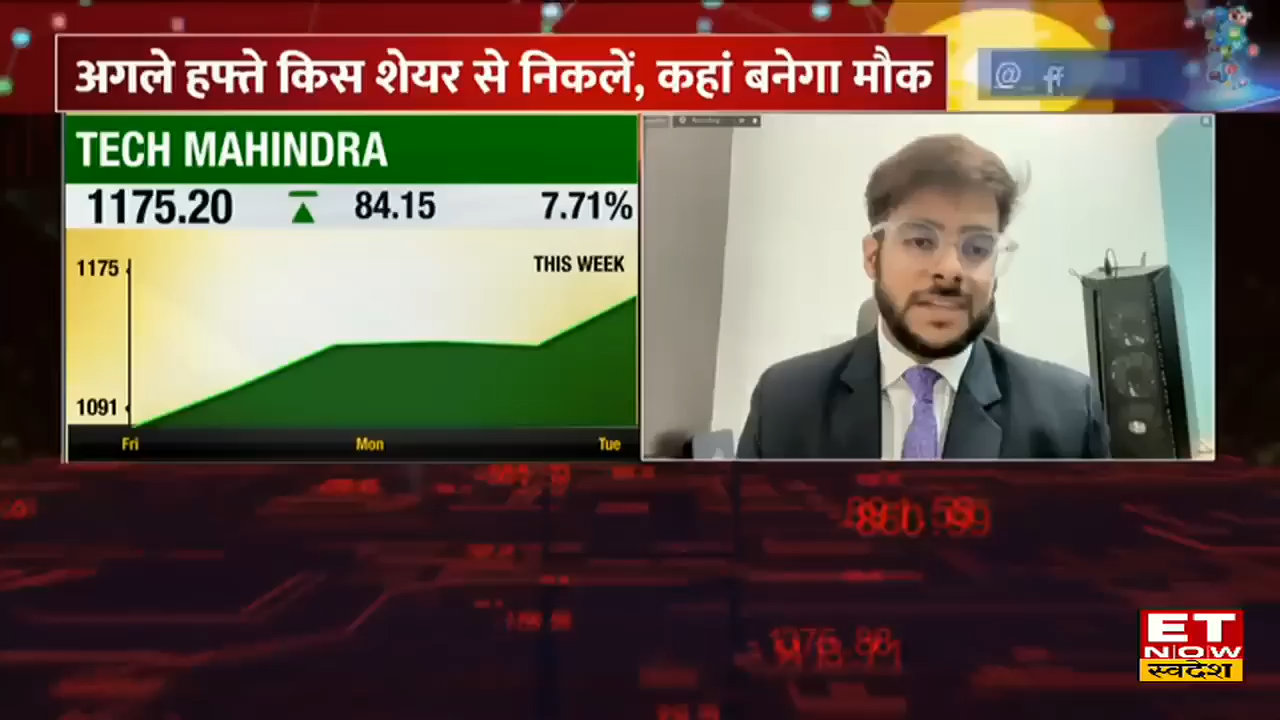 अगले हफ्ते किस शेयर से निकलें, कहां बनेगा मौक
@ f
TECH MAHINDRA
1175.20 84.15 7.71%
THIS WEEK
1175
1091
Fri Mon Tue
ET
NOW
स्वदेश